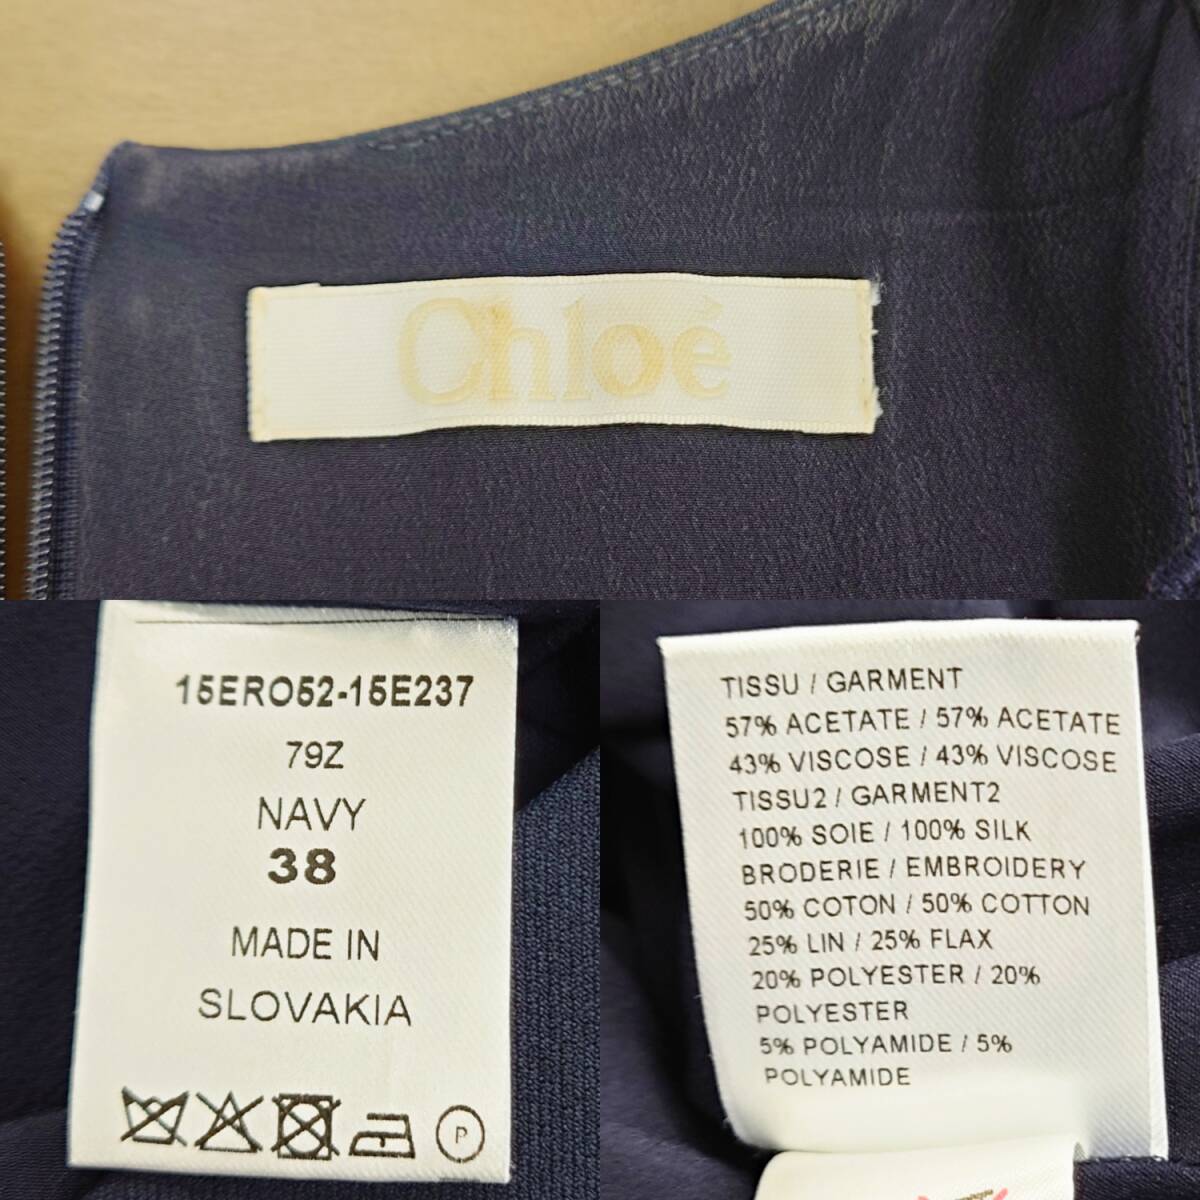 Chloé
15ERO52-15E237
79Z
NAVY
38
MADE IN
SLOVAKIA
P
TISSU / GARMENT
57% ACETATE / 57% ACETATE
43% VISCOSE / 43% VISCOSE
TISSU2 / GARMENT2
100% SOIE / 100% SILK
BRODERIE / EMBROIDERY
50% COTON / 50% COTTON
25% LIN / 25% FLAX
20% POLYESTER / 20%
POLYESTER
5% POLYAMIDE / 5%
POLYAMIDE